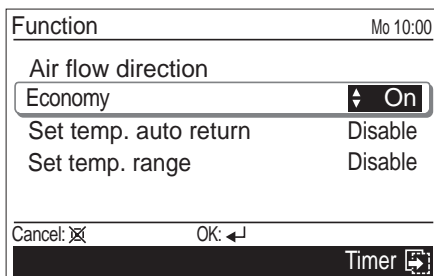 Function Mo 10:00
Air flow direction
Economy On
Set temp. auto return Disable
Set temp. range Disable
Cancel: OK:
Timer